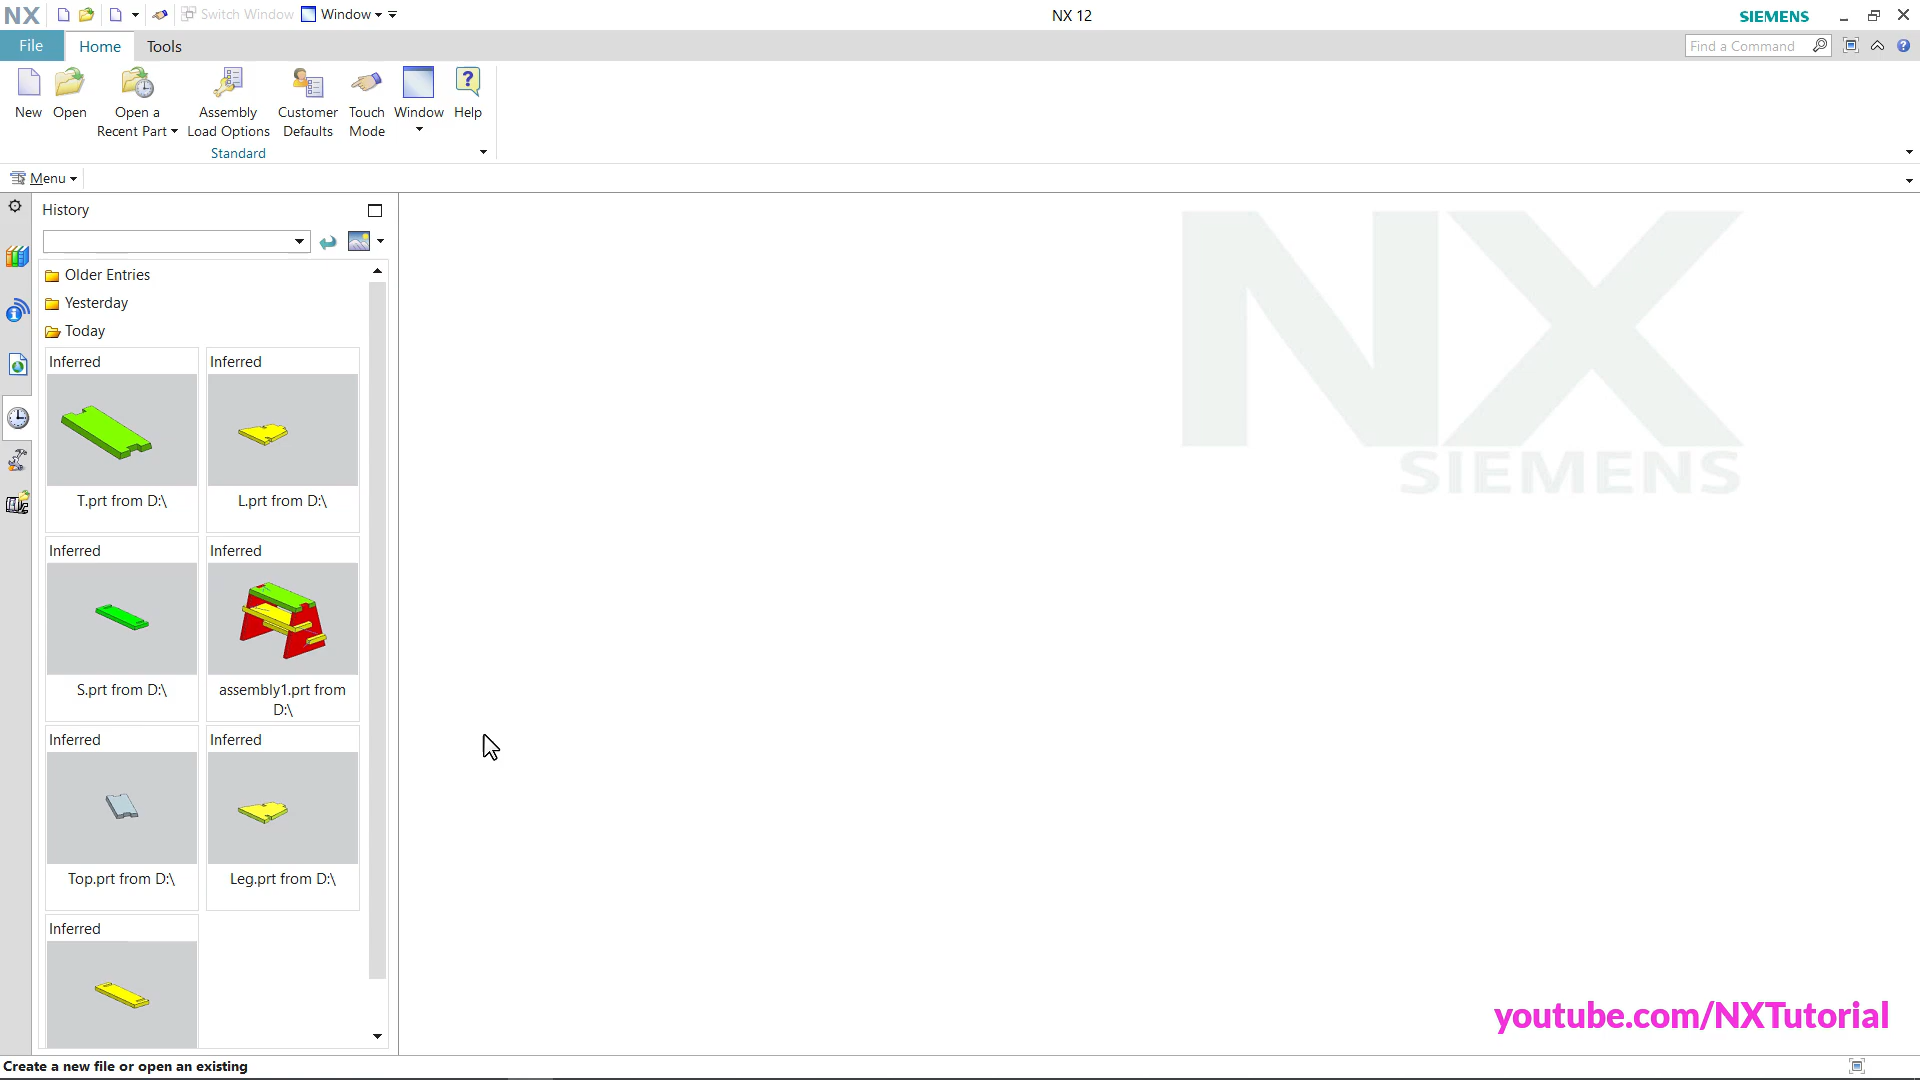 NX Switch Window Window NX 12 SIEMENS
File Home Tools Find a Command
New Open Open a Recent Part Assembly Load Options Customer Defaults Touch Mode Window Help
Standard
Menu
History
Older Entries
Yesterday
Today
Inferred Inferred
T.prt from D:\ L.prt from D:\
Inferred Inferred
S.prt from D:\ assembly1.prt from D:\
Inferred Inferred
Top.prt from D:\ Leg.prt from D:\
Inferred
NX
SIEMENS
youtube.com/NXTutorial
Create a new file or open an existing